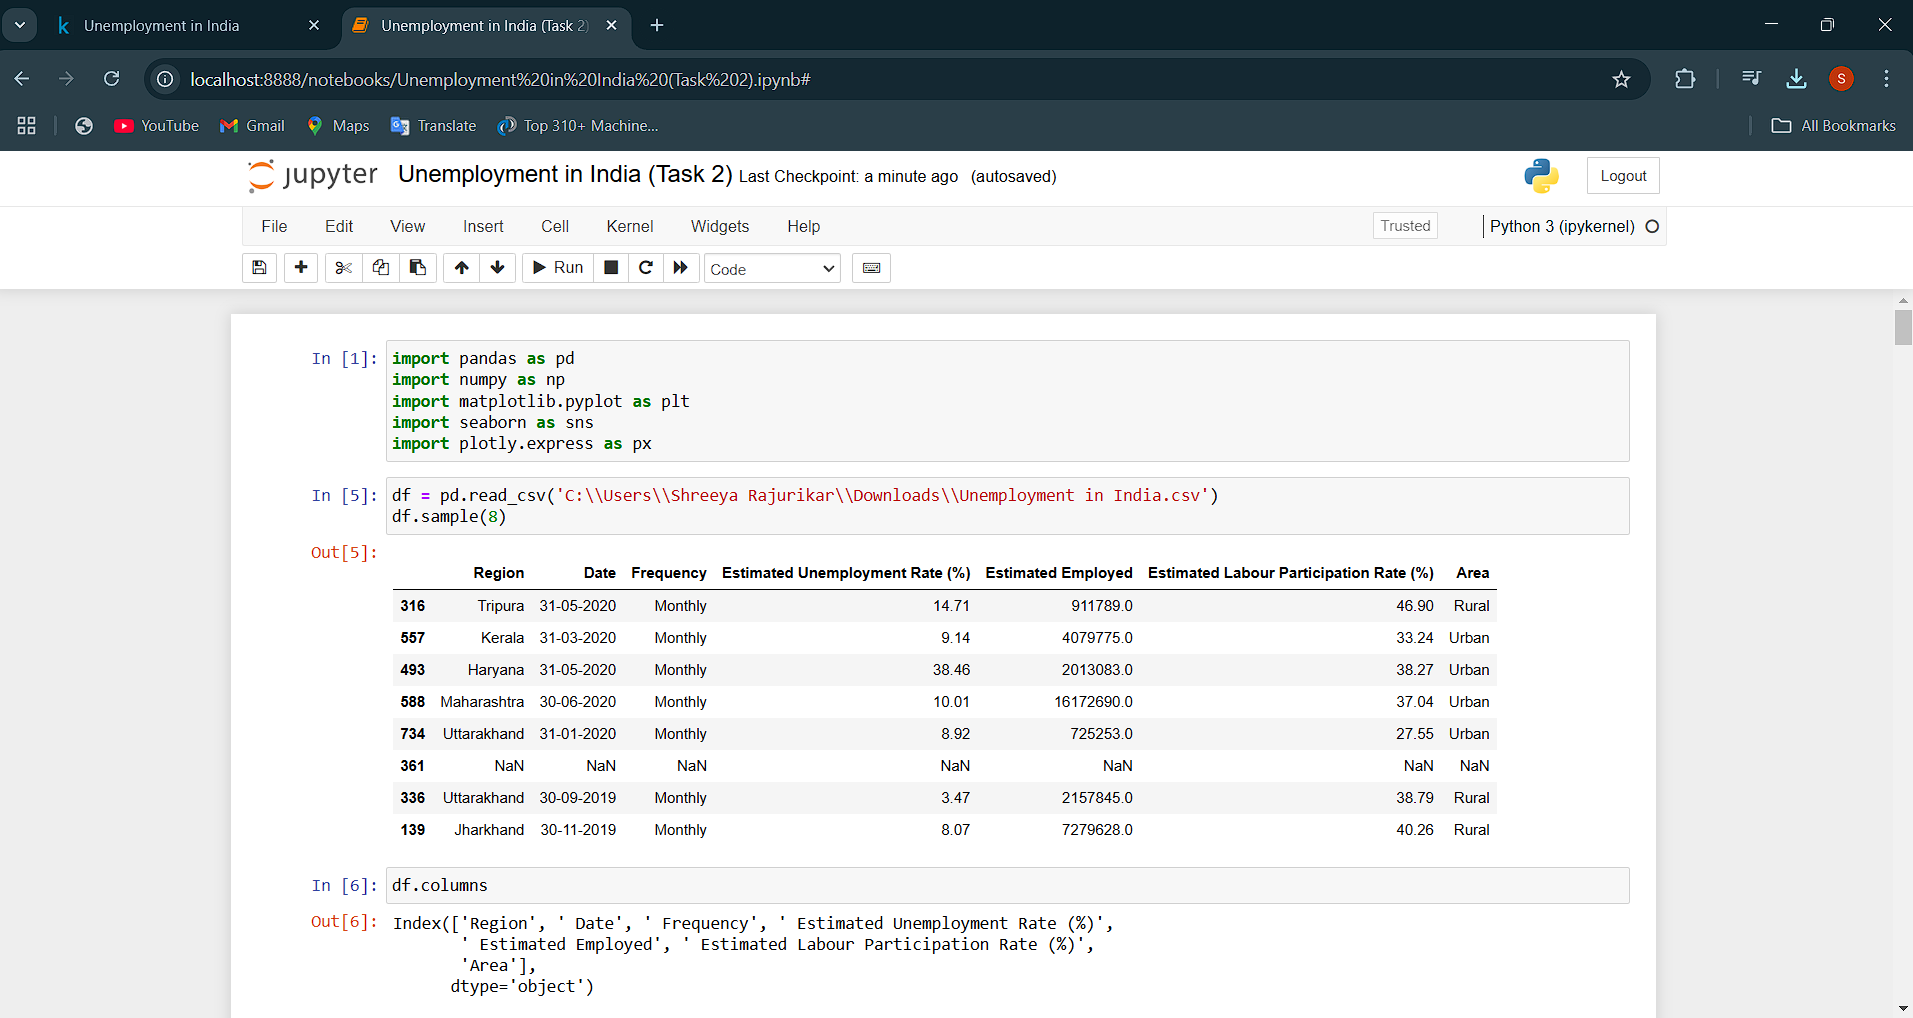 Unemployment in India
Unemployment in India (Task 2)
localhost:8888/notebooks/Unemployment%20in%20India%20(Task%202).ipynb#
S
YouTube Gmail Maps Translate Top 310+ Machine... All Bookmarks
jupyter Unemployment in India (Task 2) Last Checkpoint: a minute ago (autosaved) Logout
File Edit View Insert Cell Kernel Widgets Help Trusted Python 3 (ipykernel)
Run Code
In [1]: import pandas as pd
import numpy as np
import matplotlib.pyplot as plt
import seaborn as sns
import plotly.express as px
In [5]: df = pd.read_csv('C:\\Users\\Shreeya Rajurikar\\Downloads\\Unemployment in India.csv')
df.sample(8)
Out[5]:
Region Date Frequency Estimated Unemployment Rate (%) Estimated Employed Estimated Labour Participation Rate (%) Area
316 Tripura 31-05-2020 Monthly 14.71 911789.0 46.90 Rural
557 Kerala 31-03-2020 Monthly 9.14 4079775.0 33.24 Urban
493 Haryana 31-05-2020 Monthly 38.46 2013083.0 38.27 Urban
588 Maharashtra 30-06-2020 Monthly 10.01 16172690.0 37.04 Urban
734 Uttarakhand 31-01-2020 Monthly 8.92 725253.0 27.55 Urban
361 NaN NaN NaN NaN NaN NaN NaN
336 Uttarakhand 30-09-2019 Monthly 3.47 2157845.0 38.79 Rural
139 Jharkhand 30-11-2019 Monthly 8.07 7279628.0 40.26 Rural
In [6]: df.columns
Out[6]: Index(['Region', ' Date', ' Frequency', ' Estimated Unemployment Rate (%)',
' Estimated Employed', ' Estimated Labour Participation Rate (%)',
'Area'],
dtype='object')